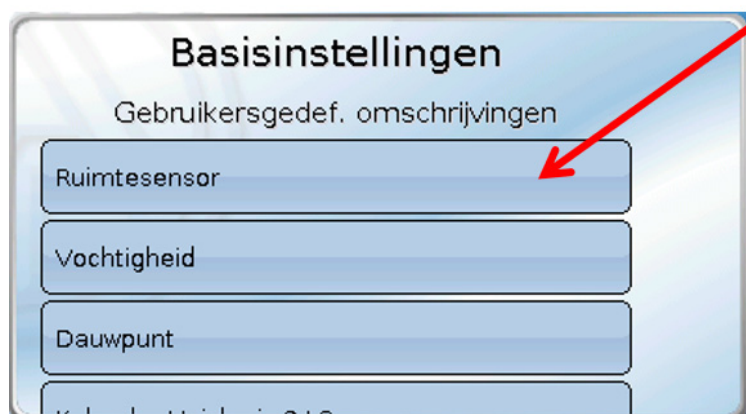 Basisinstellingen
Gebruikersgedef. omschrijvingen
Ruimtesensor
Vochtigheid
Dauwpunt